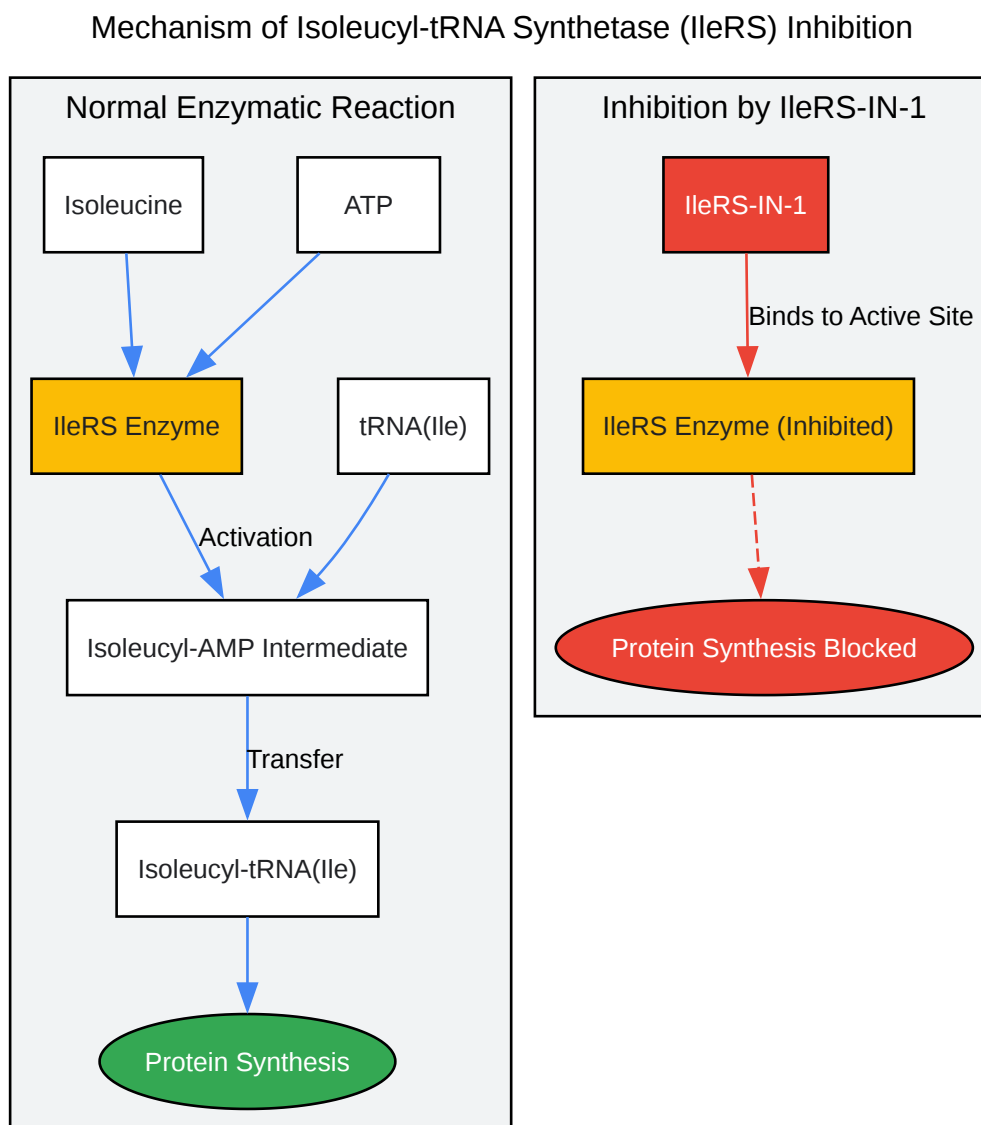 Mechanism of Isoleucyl-tRNA Synthetase (IleRS) Inhibition
Normal Enzymatic Reaction
Isoleucine
ATP
IleRS Enzyme
tRNA(Ile)
Activation
Isoleucyl-AMP Intermediate
Transfer
Isoleucyl-tRNA(Ile)
Protein Synthesis
Inhibition by IleRS-IN-1
IleRS-IN-1
Binds to Active Site
IleRS Enzyme (Inhibited)
Protein Synthesis Blocked